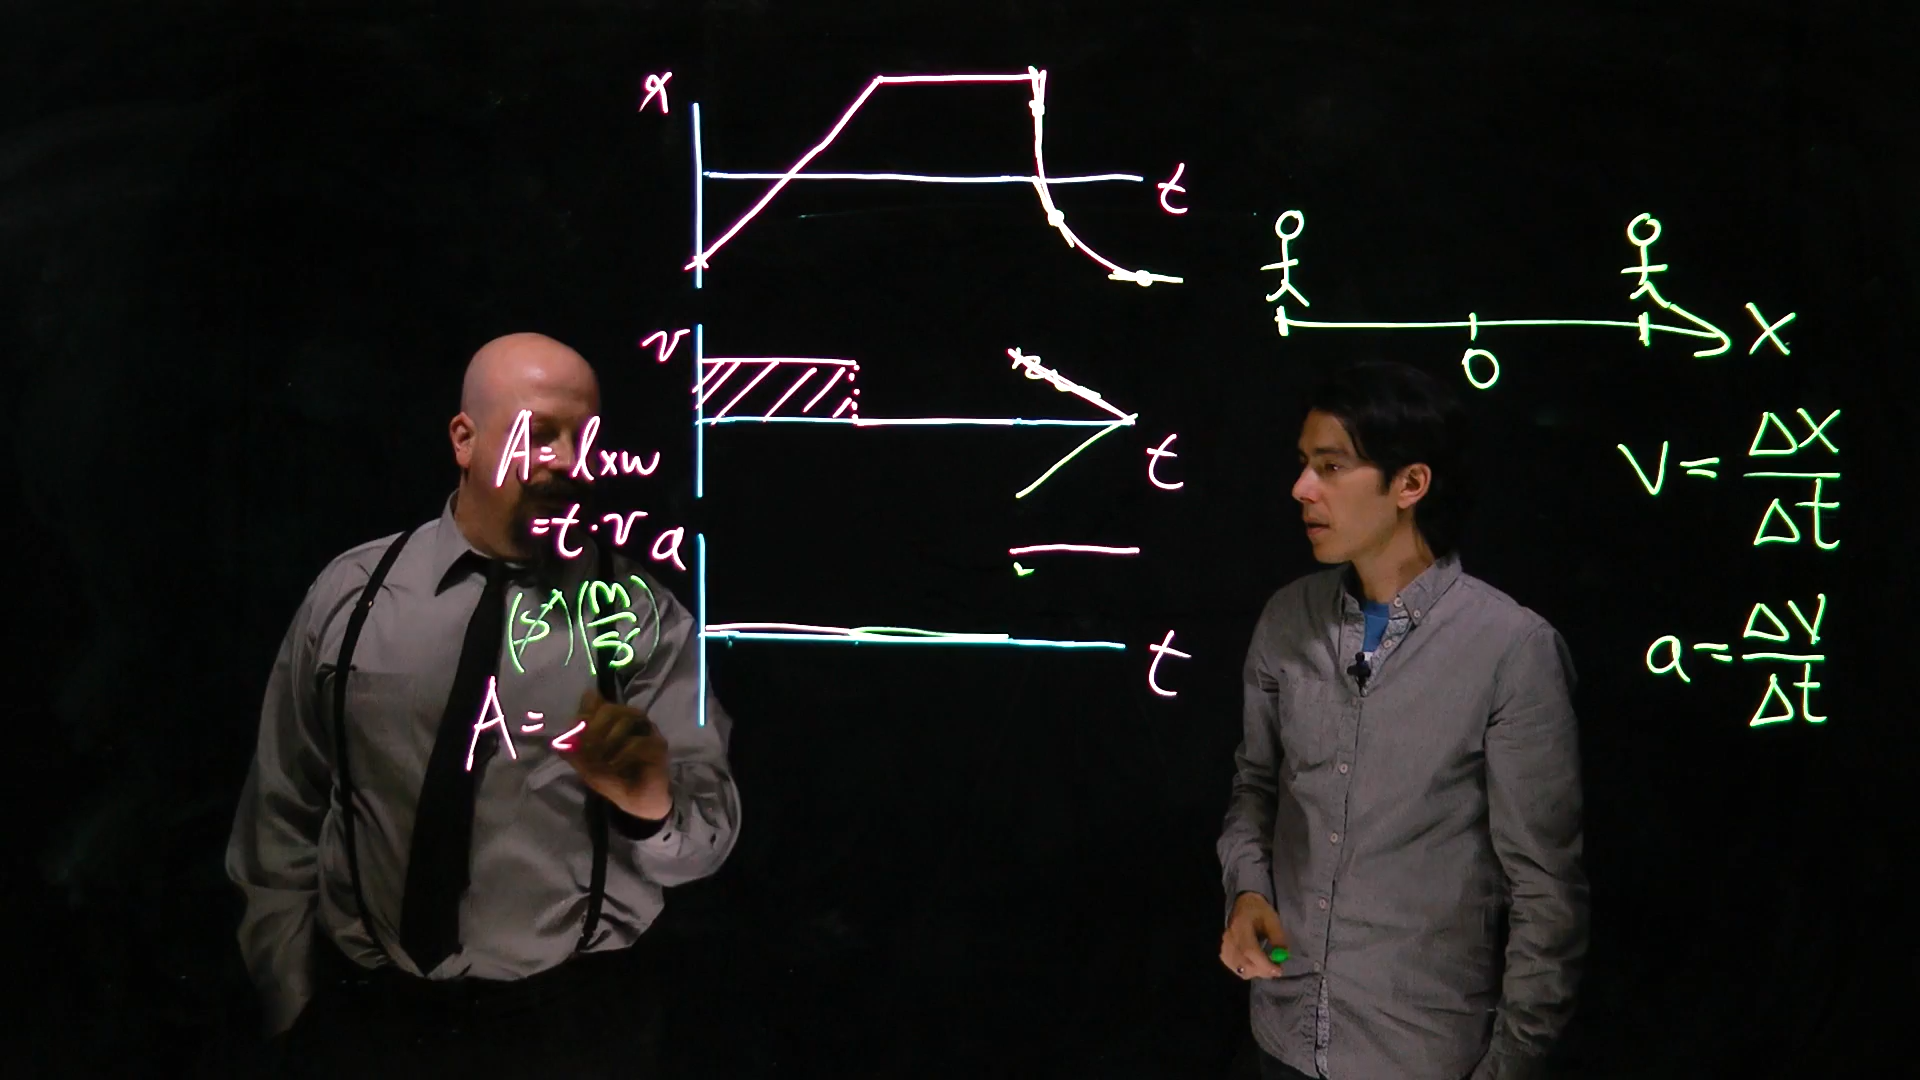 x
t
0
X
v
t
A = l x w
= t · v
(s) (m/s)
a
t
A =
V = Δx/Δt
a = Δv/Δt